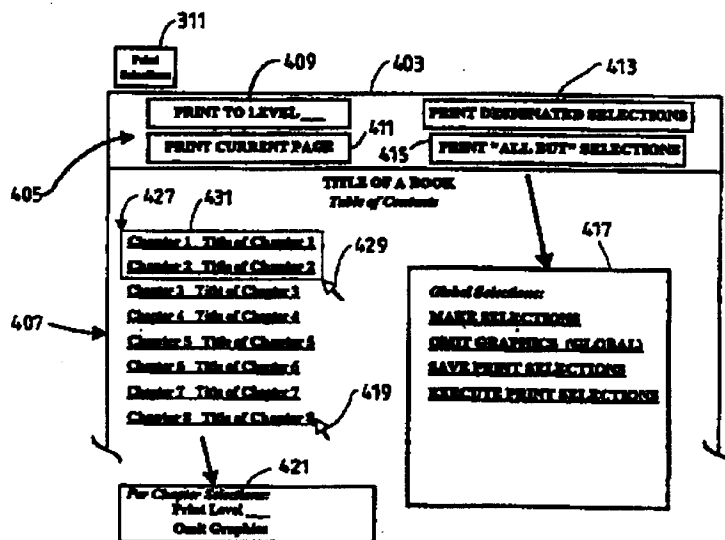 311
Print
Selections
409
403
413
PRINT TO LEVEL ___
PRINT DESIGNATED SELECTIONS
411
PRINT CURRENT PAGE
415
PRINT "ALL BUT" SELECTIONS
405
TITLE OF A BOOK
Table of Contents
427
431
Chapter 1 Title of Chapter 1
429
Chapter 2 Title of Chapter 2
417
Chapter 3 Title of Chapter 3
Global Selections:
407
Chapter 4 Title of Chapter 4
MAKE SELECTIONS
Chapter 5 Title of Chapter 5
OMIT GRAPHICS (GLOBAL)
Chapter 6 Title of Chapter 6
SAVE PRINT SELECTIONS
Chapter 7 Title of Chapter 7
EXECUTE PRINT SELECTIONS
Chapter 8 Title of Chapter 8
419
421
Per Chapter Selections:
Print Level ___
Omit Graphics